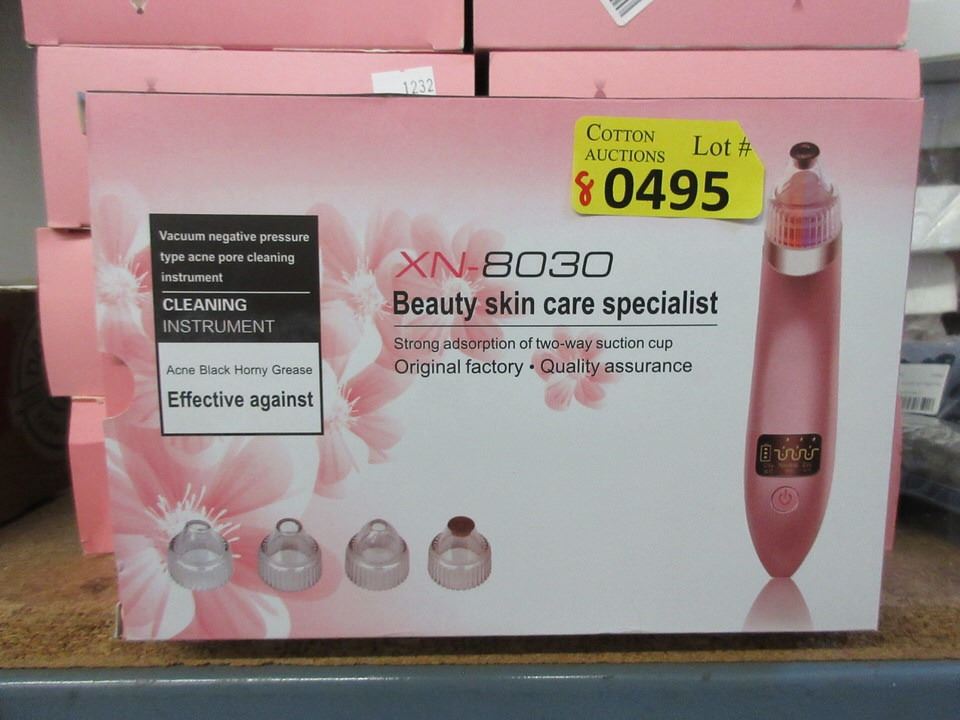 1232
COTTON
AUCTIONS
Lot #
8 0495
Vacuum negative pressure
type acne pore cleaning
instrument
CLEANING
INSTRUMENT
Acne Black Horny Grease
Effective against
XN-8030
Beauty skin care specialist
Strong adsorption of two-way suction cup
Original factory • Quality assurance